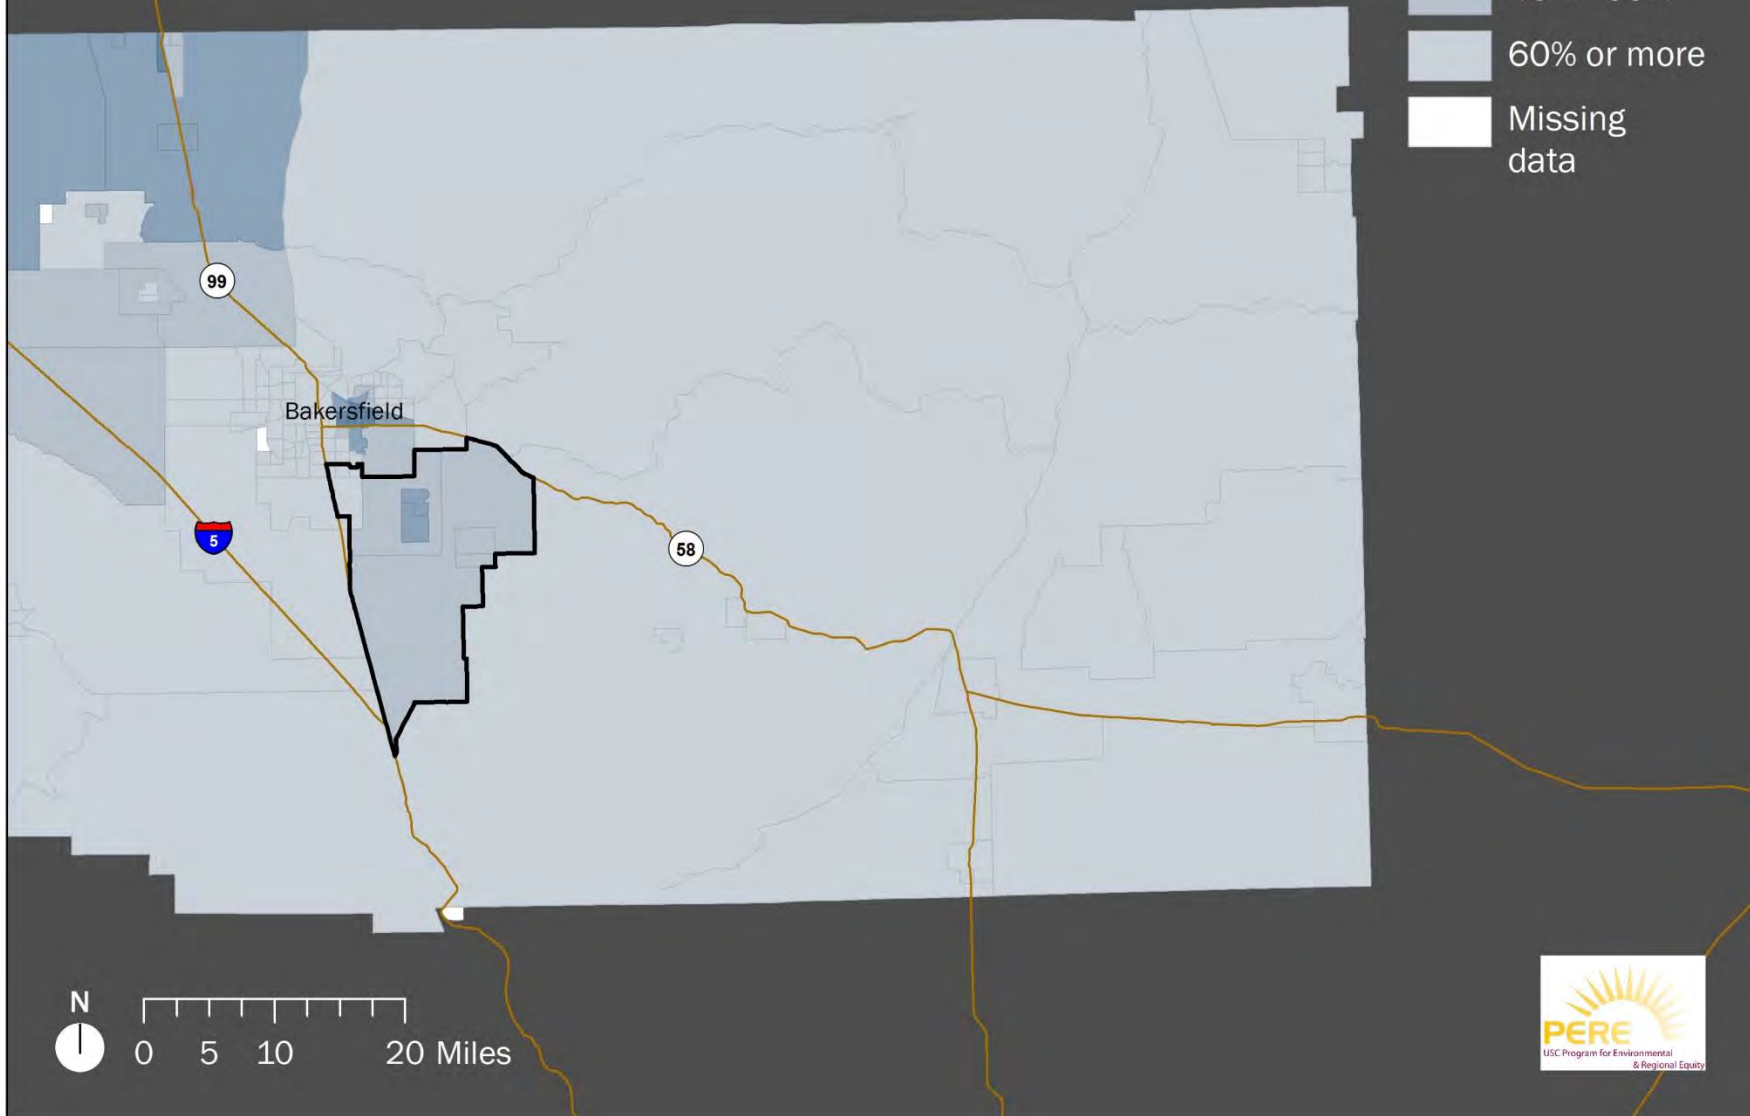 60% or more
Missing
data
99
Bakersfield
5
58
N
0 5 10 20 Miles
PERE
USC Program for Environmental
& Regional Equity